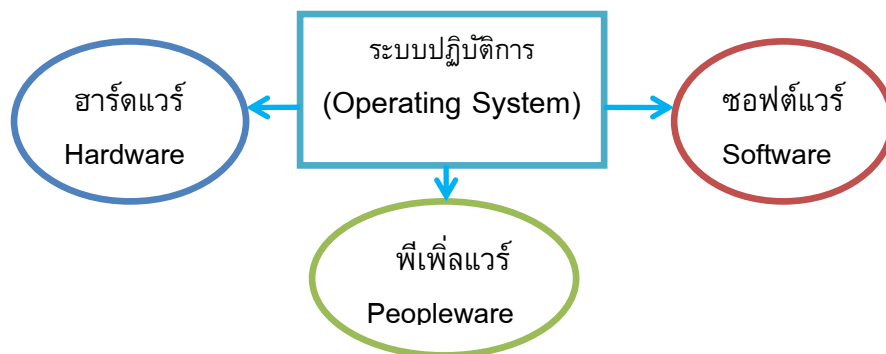 ระบบปฏิบัติการ
(Operating System)
ฮาร์ดแวร์
Hardware
ซอฟต์แวร์
Software
พีเพิ่ลแวร์
Peopleware